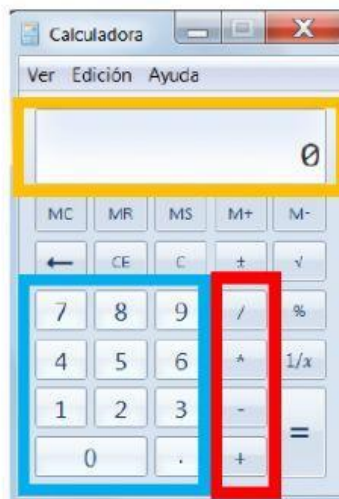 Calculadora X
Ver Edición Ayuda
0
MC MR MS M+ M-
← CE C ± √
7 8 9 / %
4 5 6 * 1/x
1 2 3 - =
0 . +